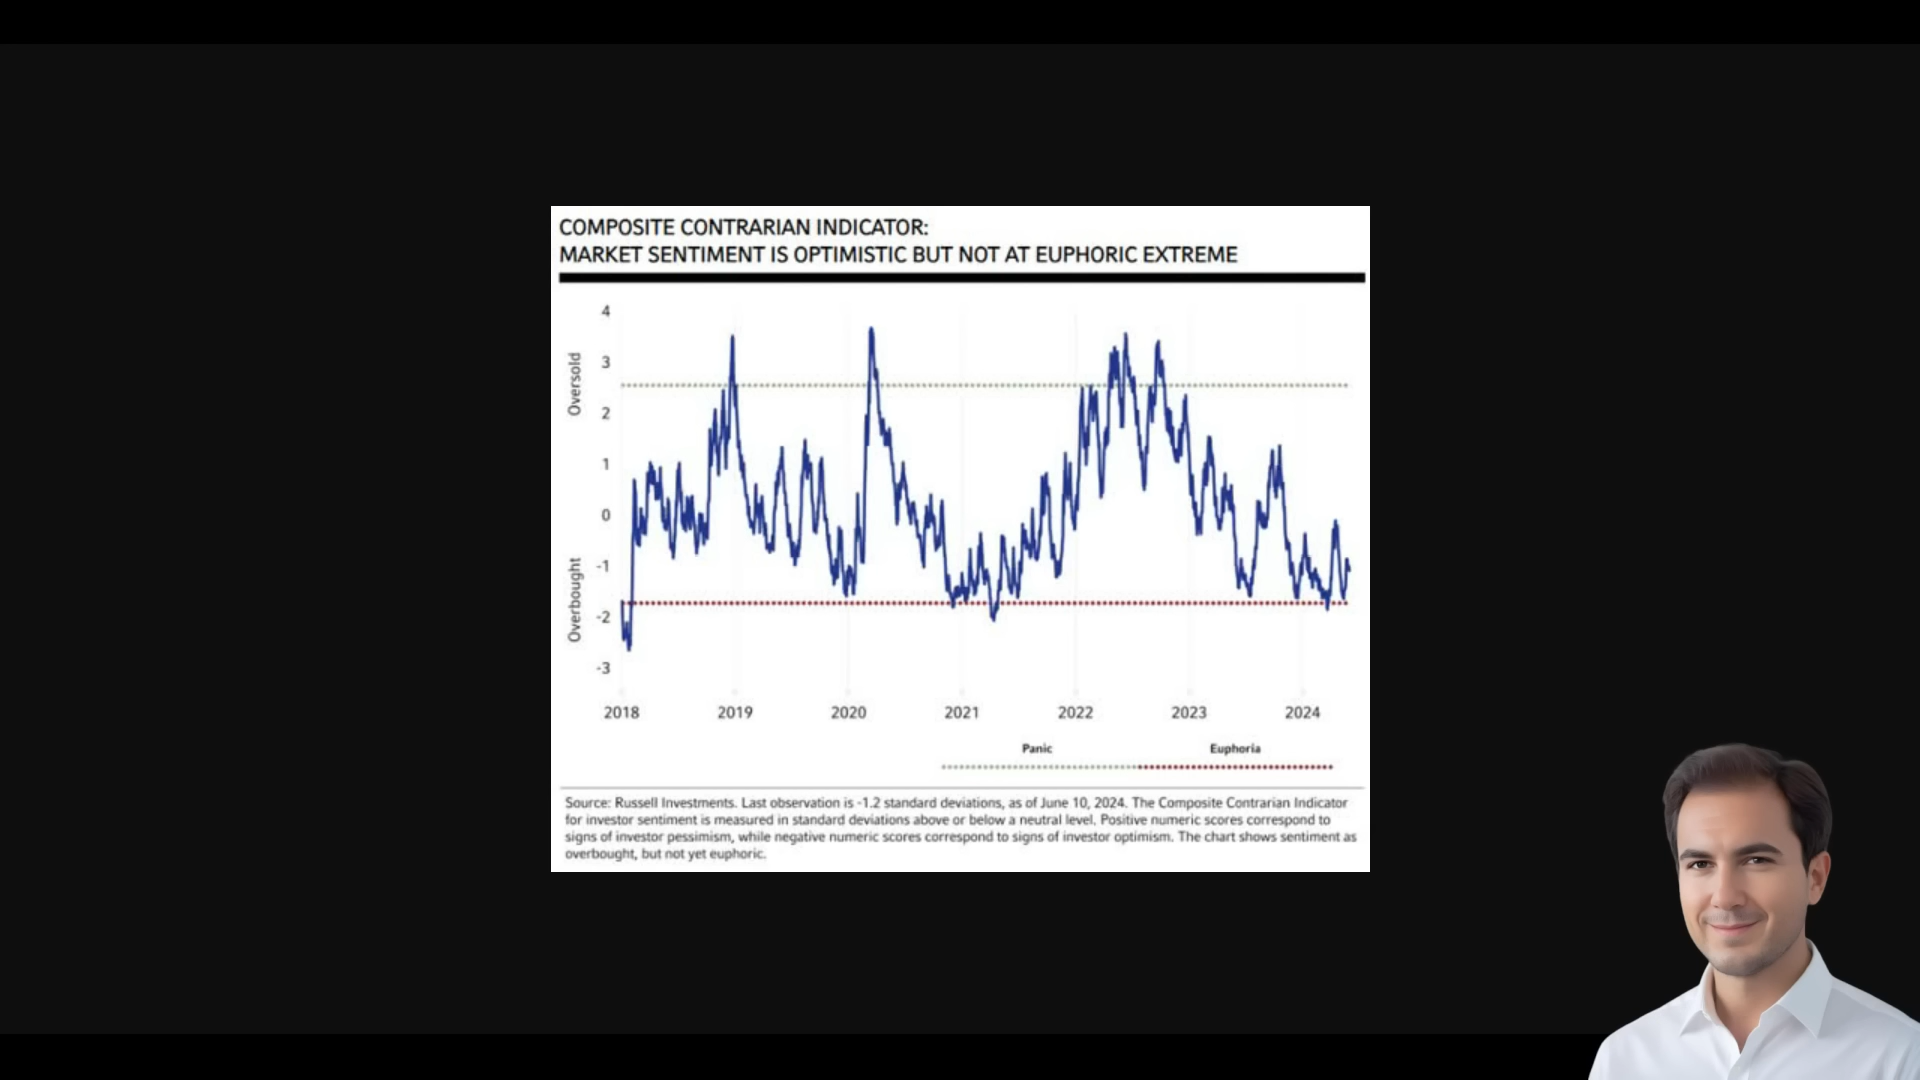 COMPOSITE CONTRARIAN INDICATOR:
MARKET SENTIMENT IS OPTIMISTIC BUT NOT AT EUPHORIC EXTREME
4
3
2
1
0
-1
-2
-3
Oversold
Overbought
2018 2019 2020 2021 2022 2023 2024
Panic Euphoria
Source: Russell Investments. Last observation is -1.2 standard deviations, as of June 10, 2024. The Composite Contrarian Indicator
for investor sentiment is measured in standard deviations above or below a neutral level. Positive numeric scores correspond to
signs of investor pessimism, while negative numeric scores correspond to signs of investor optimism. The chart shows sentiment as
overbought, but not yet euphoric.